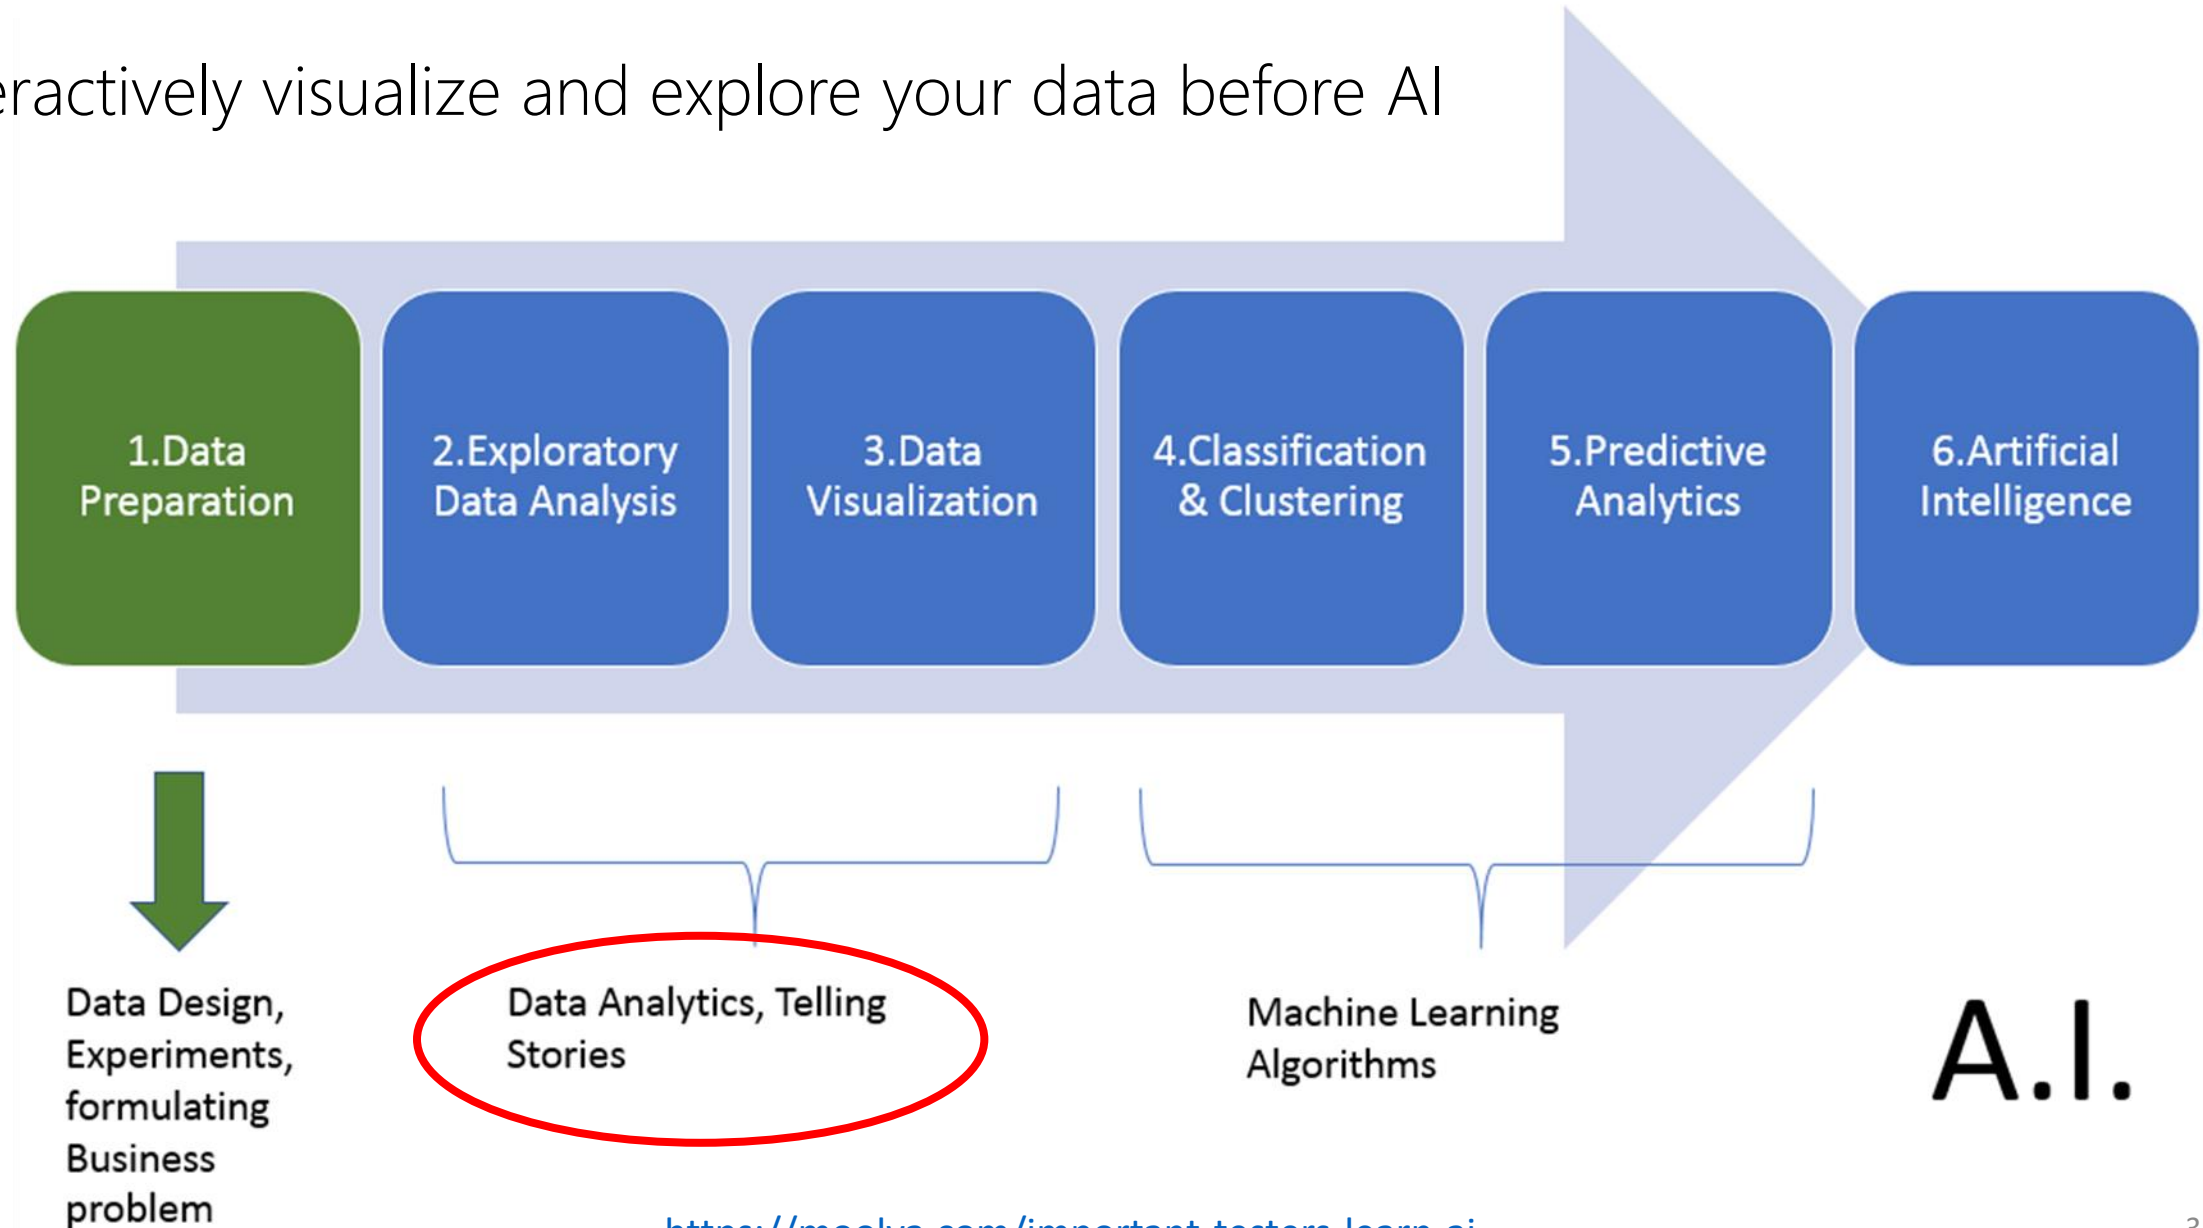 eractively visualize and explore your data before AI
1.Data
Preparation
2.Exploratory
Data Analysis
3.Data
Visualization
4.Classification
& Clustering
5.Predictive
Analytics
6.Artificial
Intelligence
Data Design,
Experiments,
formulating
Business
problem
Data Analytics, Telling
Stories
Machine Learning
Algorithms
A.I.